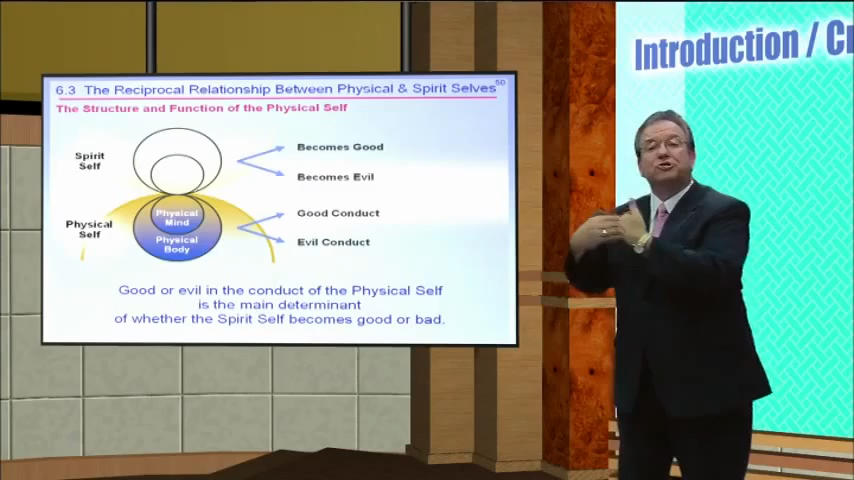 6.3 The Reciprocal Relationship Between Physical & Spirit Selves
50
The Structure and Function of the Physical Self
Spirit
Self
Becomes Good
Becomes Evil
Physical
Self
Physical
Mind
Physical
Body
Good Conduct
Evil Conduct
Good or evil in the conduct of the Physical Self
is the main determinant
of whether the Spirit Self becomes good or bad.
Introduction / Cr